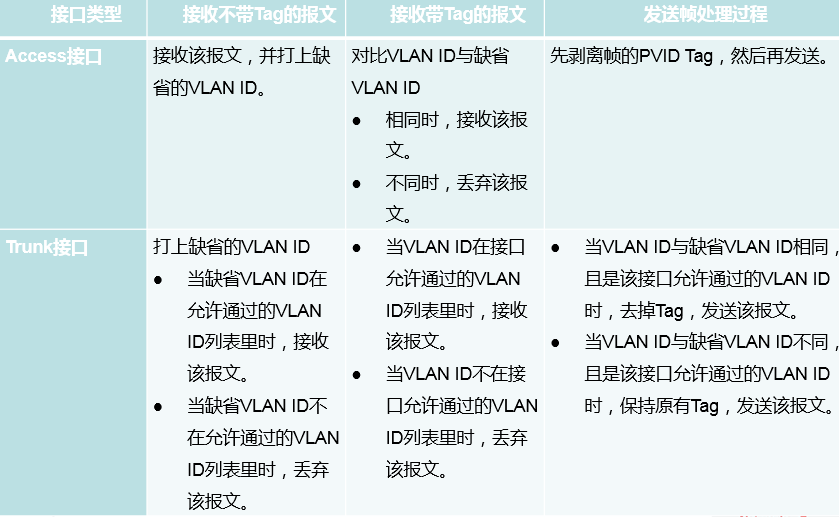 接口类型
接收不带Tag的报文
接收带Tag的报文
发送帧处理过程
Access接口
接收该报文，并打上缺
省的VLAN ID。
对比VLAN ID与缺省
VLAN ID
● 相同时，接收该报
文。
● 不同时，丢弃该报
文。
先剥离帧的PVID Tag，然后再发送。
Trunk接口
打上缺省的VLAN ID
● 当缺省VLAN ID在
允许通过的VLAN
ID列表里时，接收
该报文。
● 当缺省VLAN ID不
在允许通过的VLAN
ID列表里时，丢弃
该报文。
● 当VLAN ID在接口
允许通过的VLAN
ID列表里时，接收
该报文。
● 当VLAN ID不在接
口允许通过的VLAN
ID列表里时，丢弃
该报文。
● 当VLAN ID与缺省VLAN ID相同，
且是该接口允许通过的VLAN ID
时，去掉Tag，发送该报文。
● 当VLAN ID与缺省VLAN ID不同，
且是该接口允许通过的VLAN ID
时，保持原有Tag，发送该报文。